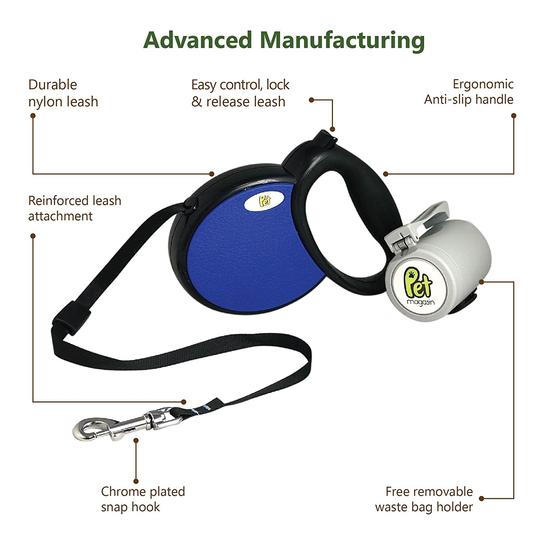 Advanced Manufacturing
Durable
nylon leash
Easy control, lock
& release leash
Ergonomic
Anti-slip handle
Reinforced leash
attachment
Pet
Pet
magasin
Chrome plated
snap hook
Free removable
waste bag holder